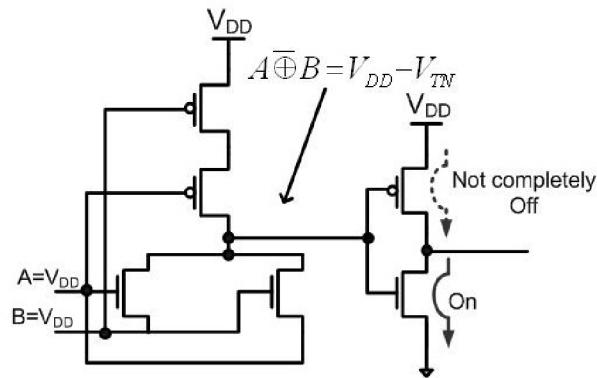 V_DD
A ⊕̅ B = V_DD − V_TN
V_DD
Not completely
Off
A=V_DD
B=V_DD
On